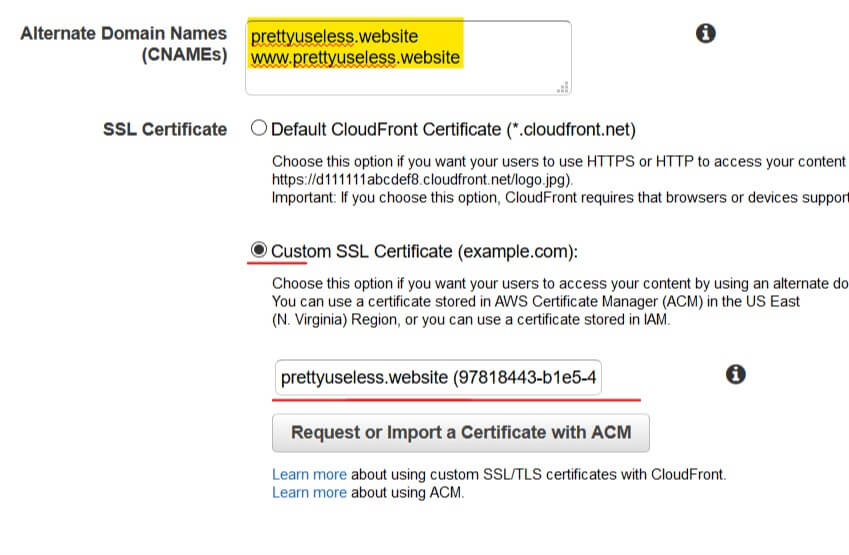 Alternate Domain Names
(CNAMEs)
prettyuseless.website
www.prettyuseless.website
SSL Certificate
Default CloudFront Certificate (*.cloudfront.net)
Choose this option if you want your users to use HTTPS or HTTP to access your content
https://d111111abcdef8.cloudfront.net/logo.jpg).
Important: If you choose this option, CloudFront requires that browsers or devices support
Custom SSL Certificate (example.com):
Choose this option if you want your users to access your content by using an alternate do
You can use a certificate stored in AWS Certificate Manager (ACM) in the US East
(N. Virginia) Region, or you can use a certificate stored in IAM.
prettyuseless.website (97818443-b1e5-4
Request or Import a Certificate with ACM
Learn more about using custom SSL/TLS certificates with CloudFront.
Learn more about using ACM.